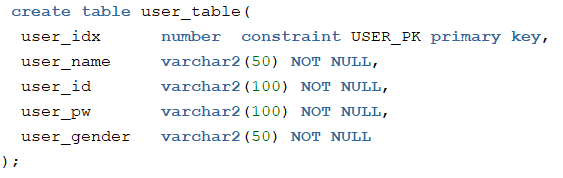 create table user_table(
user_idx number constraint USER_PK primary key,
user_name varchar2(50) NOT NULL,
user_id varchar2(100) NOT NULL,
user_pw varchar2(100) NOT NULL,
user_gender varchar2(50) NOT NULL
);